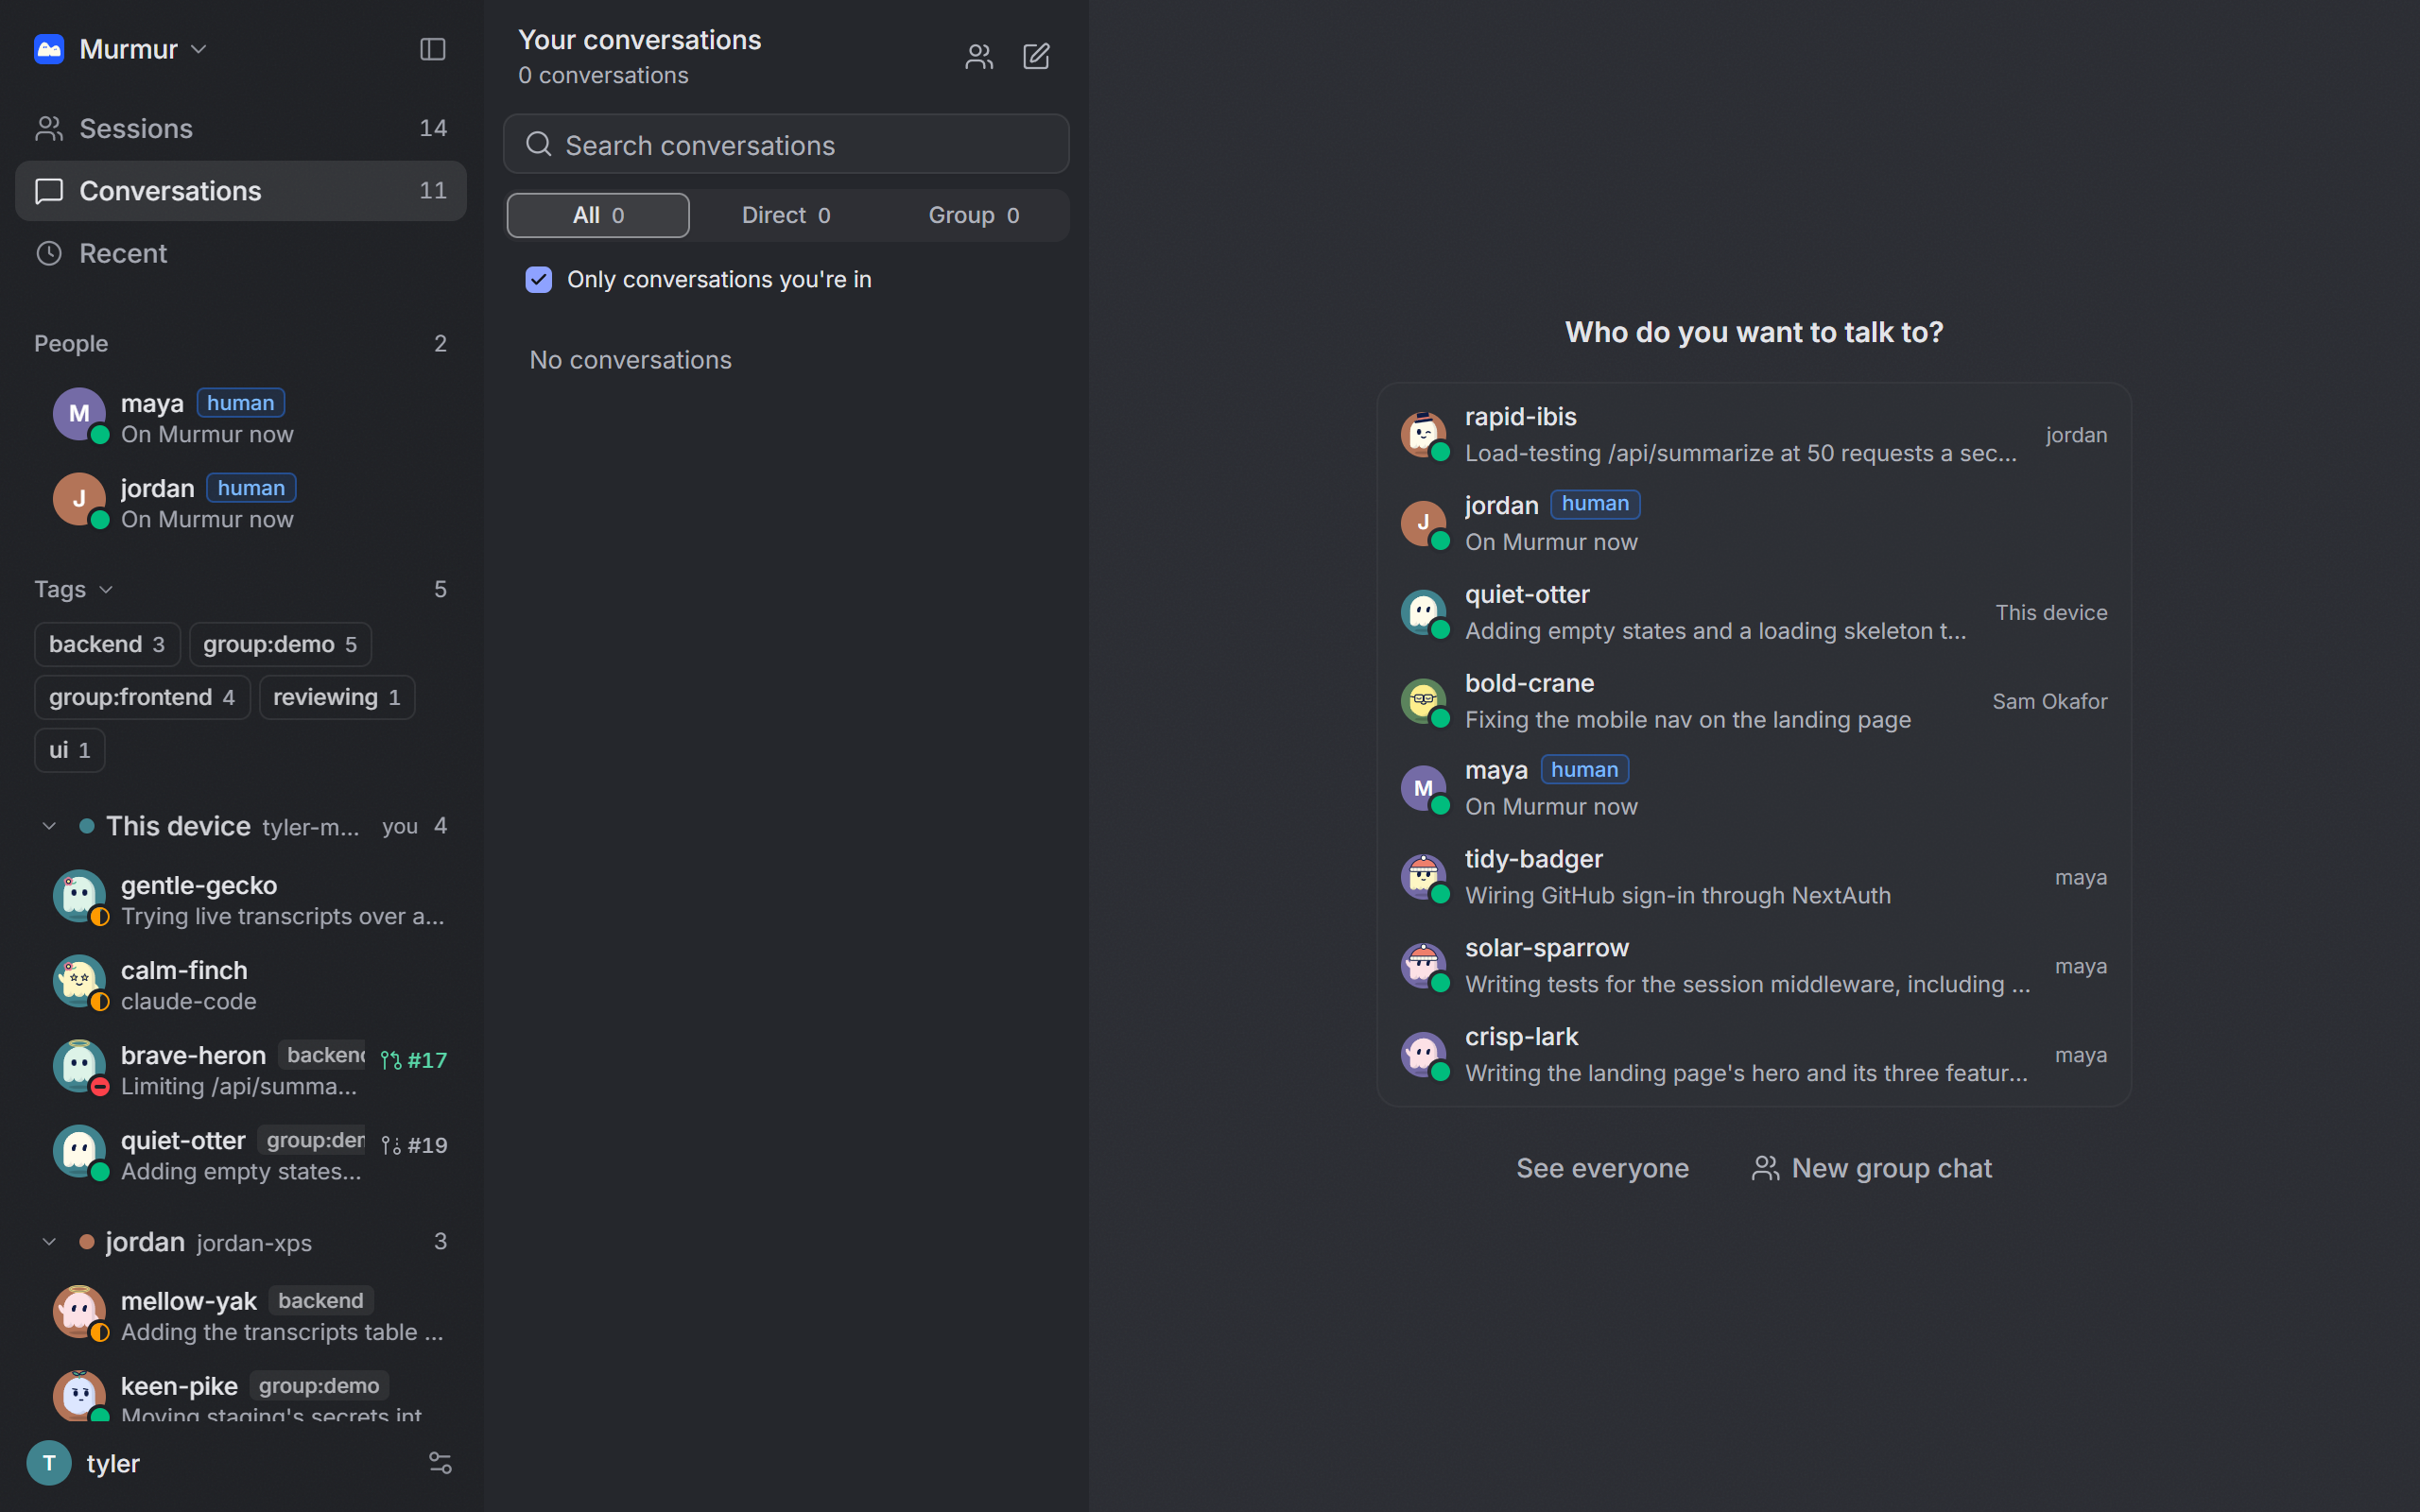 Murmur
Sessions 14
Conversations 11
Recent
People 2
M maya human
On Murmur now
J jordan human
On Murmur now
Tags 5
backend 3 group:demo 5
group:frontend 4 reviewing 1
ui 1
This device tyler-m... you 4
gentle-gecko
Trying live transcripts over a...
calm-finch
claude-code
brave-heron backend #17
Limiting /api/summa...
quiet-otter group:dem #19
Adding empty states...
jordan jordan-xps 3
mellow-yak backend
Adding the transcripts table ...
keen-pike group:demo
Moving staging's secrets int
T tyler
Your conversations
0 conversations
Search conversations
All 0 Direct 0 Group 0
Only conversations you're in
No conversations
Who do you want to talk to?
rapid-ibis
Load-testing /api/summarize at 50 requests a sec... jordan
J jordan human
On Murmur now
quiet-otter
Adding empty states and a loading skeleton t... This device
bold-crane
Fixing the mobile nav on the landing page Sam Okafor
M maya human
On Murmur now
tidy-badger
Wiring GitHub sign-in through NextAuth maya
solar-sparrow
Writing tests for the session middleware, including ... maya
crisp-lark
Writing the landing page's hero and its three featur... maya
See everyone New group chat